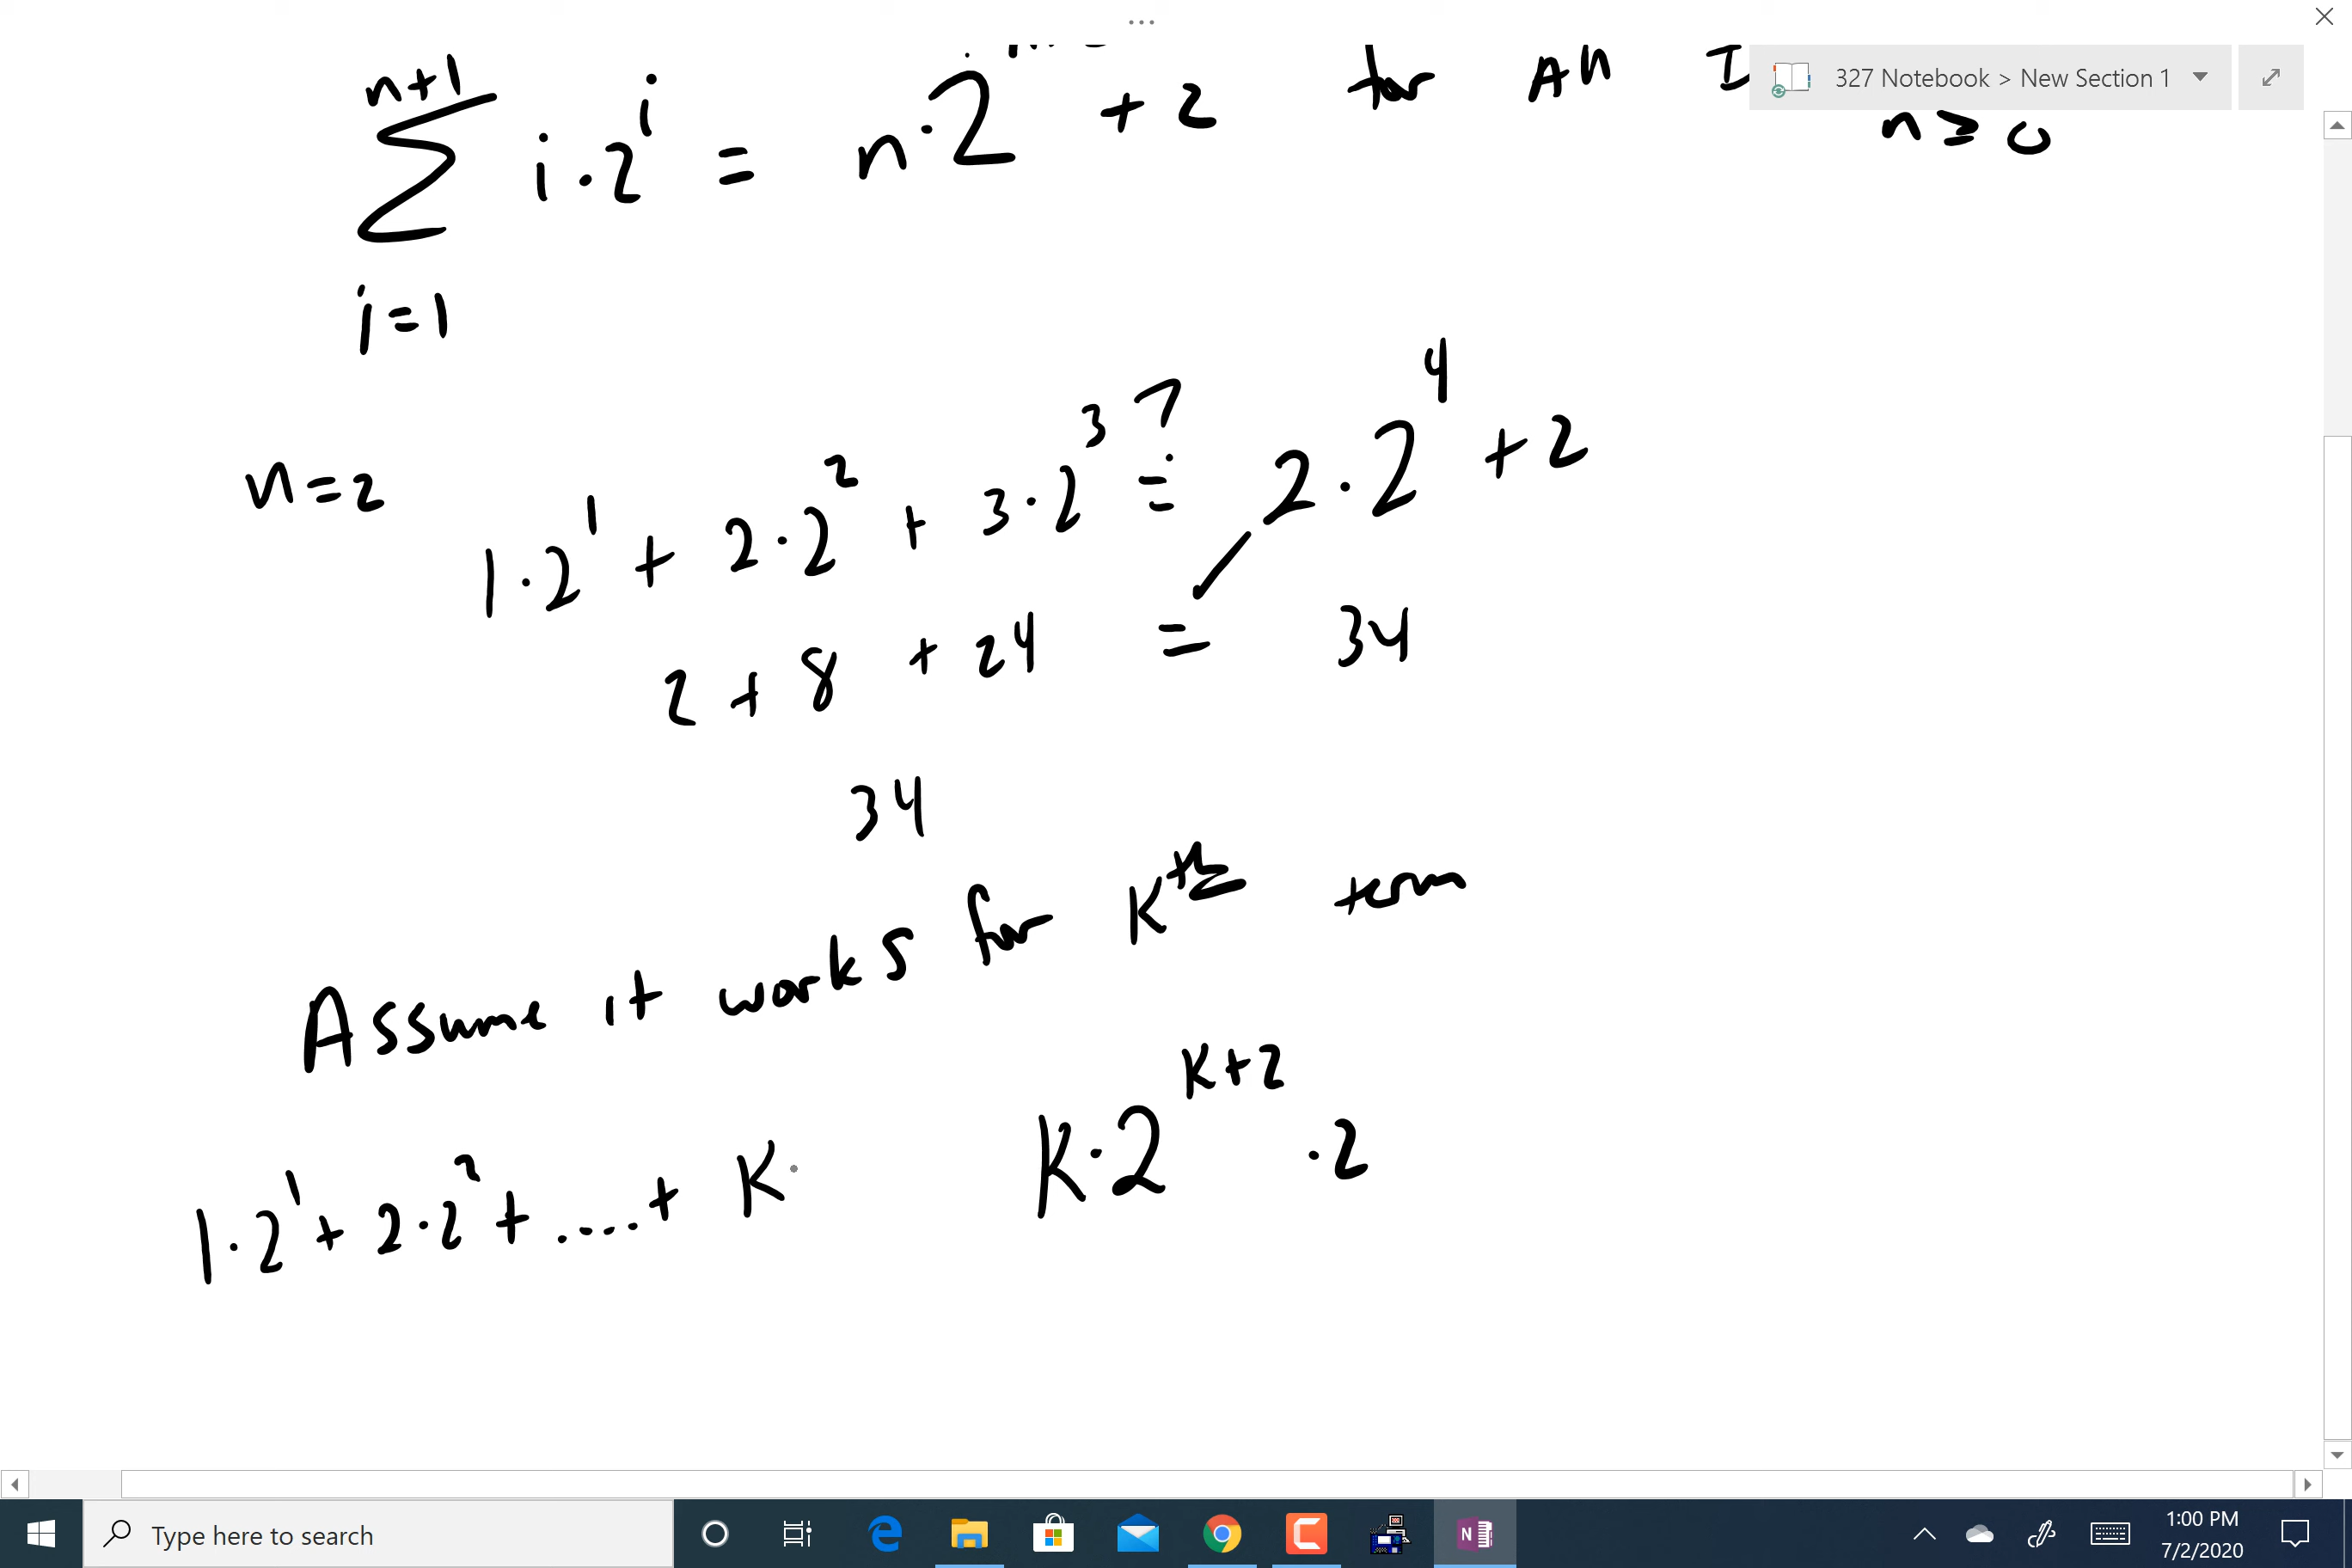 327 Notebook > New Section 1
n+1
∑ i·2^i = n·2 + 2 for All I
i=1
n ≥ 0
n=2
1·2^1 + 2·2^2 + 3·2^3 ?= 2·2^4 + 2
2 + 8 + 24 = 34
34
Assume it works for K^th term
1·2^1 + 2·2^2 + ....+ K· K·2^(K+2) ·2
Type here to search
1:00 PM
7/2/2020